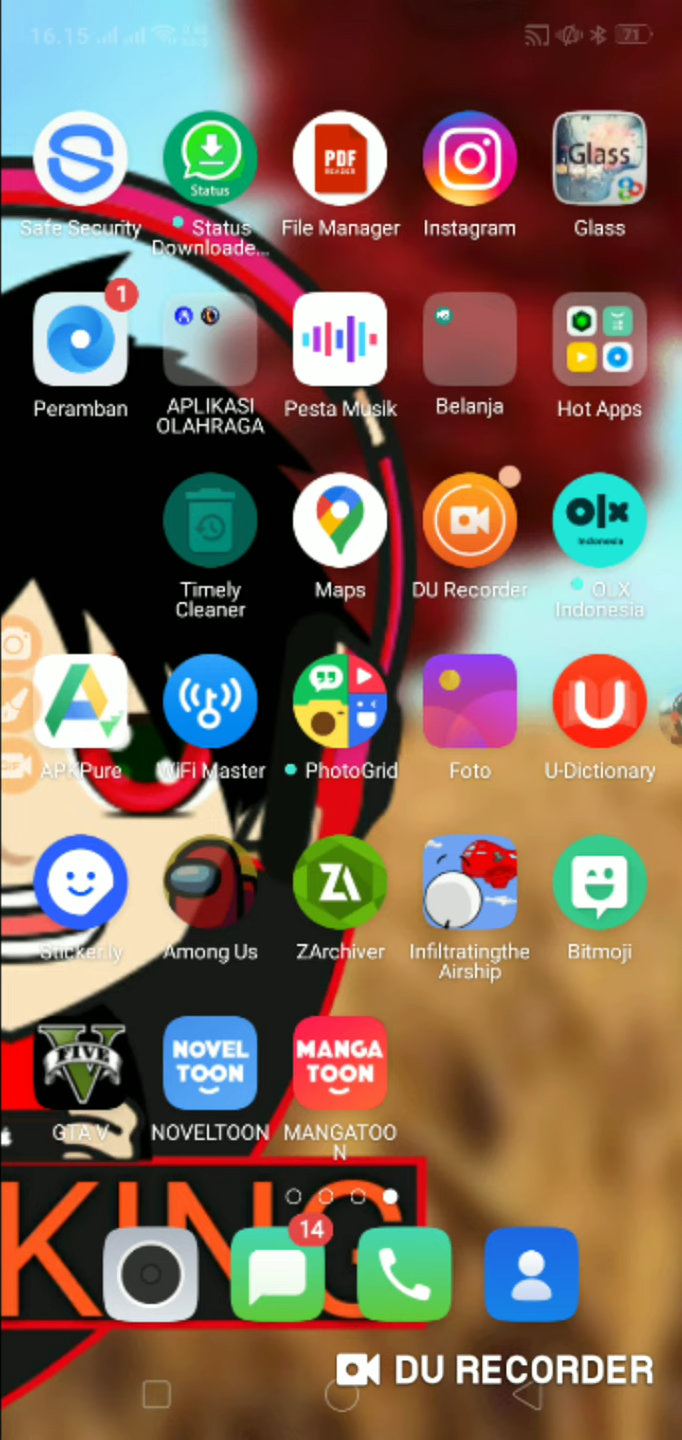 16.15
71
Status
PDF
READER
Glass
Safe Security
Status
Downloade...
File Manager
Instagram
Glass
1
Peramban
APLIKASI
OLAHRAGA
Pesta Musik
Belanja
Hot Apps
olx
Indonesia
Timely
Cleaner
Maps
DU Recorder
OLX
Indonesia
U
GIF
APKPure
WiFi Master
PhotoGrid
Foto
U-Dictionary
ZA
Sticker.ly
Among Us
ZArchiver
Infiltratingthe
Airship
Bitmoji
V
FIVE
NOVEL
TOON
MANGA
TOON
GTA V
NOVELTOON
MANGATOO
N
KING
14
DU RECORDER